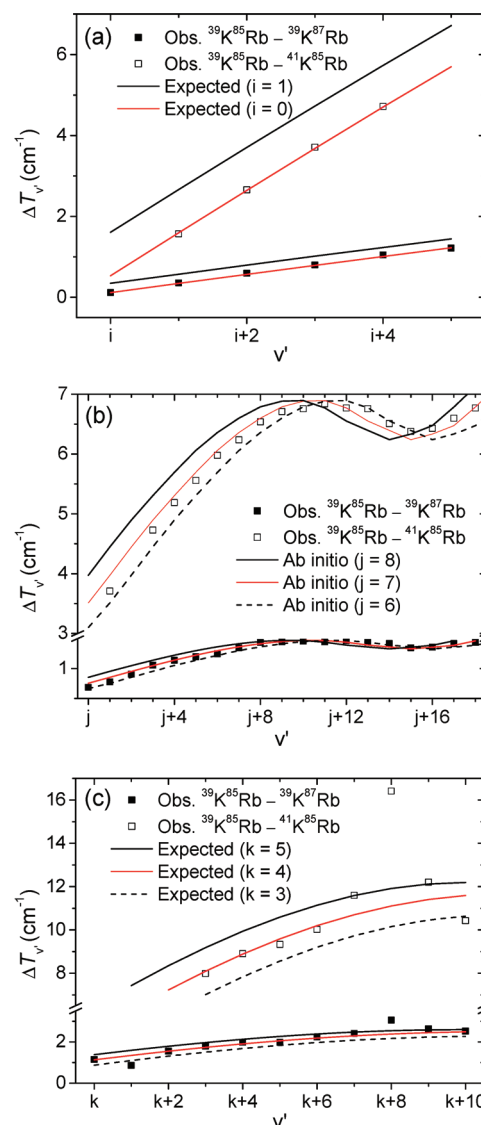 (a)
■ Obs. ³⁹K⁸⁵Rb – ³⁹K⁸⁷Rb
□ Obs. ³⁹K⁸⁵Rb – ⁴¹K⁸⁵Rb
Expected (i = 1)
Expected (i = 0)
6
4
2
0
ΔTᵥ' (cm⁻¹)
i
i+2
i+4
v'
(b)
■ Obs. ³⁹K⁸⁵Rb – ³⁹K⁸⁷Rb
□ Obs. ³⁹K⁸⁵Rb – ⁴¹K⁸⁵Rb
Ab initio (j = 8)
Ab initio (j = 7)
Ab initio (j = 6)
7
6
5
4
3
1
ΔTᵥ' (cm⁻¹)
j
j+4
j+8
j+12
j+16
v'
(c)
■ Obs. ³⁹K⁸⁵Rb – ³⁹K⁸⁷Rb
□ Obs. ³⁹K⁸⁵Rb – ⁴¹K⁸⁵Rb
Expected (k = 5)
Expected (k = 4)
Expected (k = 3)
16
14
12
10
8
2
0
ΔTᵥ' (cm⁻¹)
k
k+2
k+4
k+6
k+8
k+10
v'